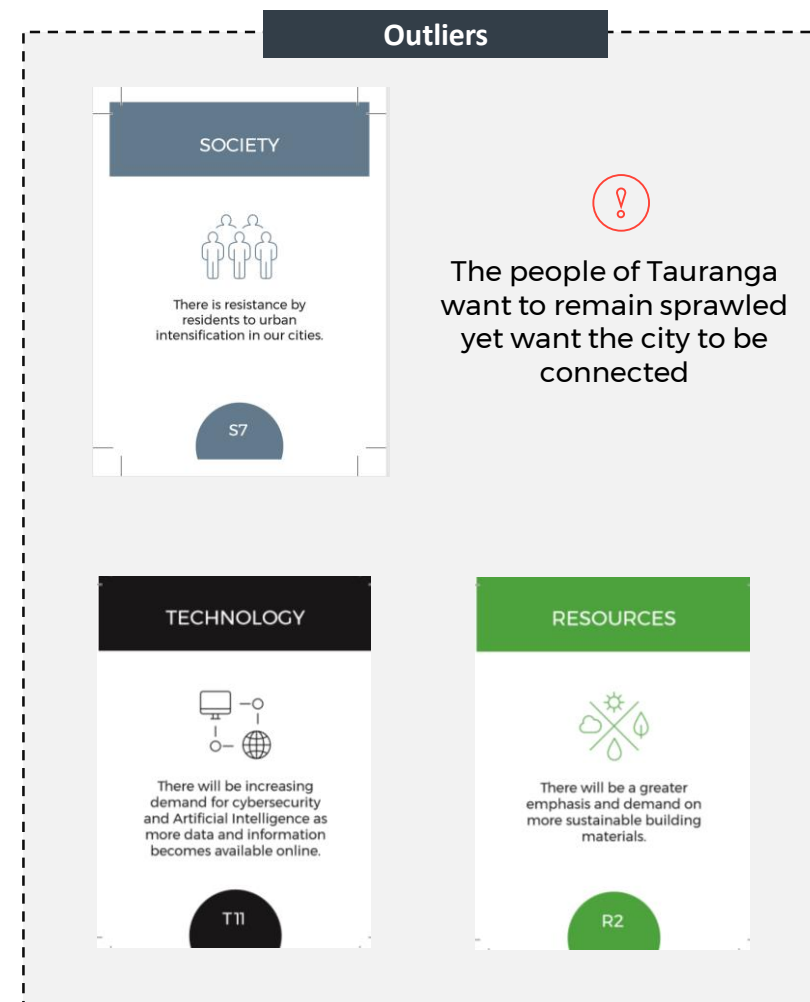 Outliers
SOCIETY
There is resistance by
residents to urban
intensification in our cities.
S7
The people of Tauranga
want to remain sprawled
yet want the city to be
connected
TECHNOLOGY
There will be increasing
demand for cybersecurity
and Artificial Intelligence as
more data and information
becomes available online.
T11
RESOURCES
There will be a greater
emphasis and demand on
more sustainable building
materials.
R2